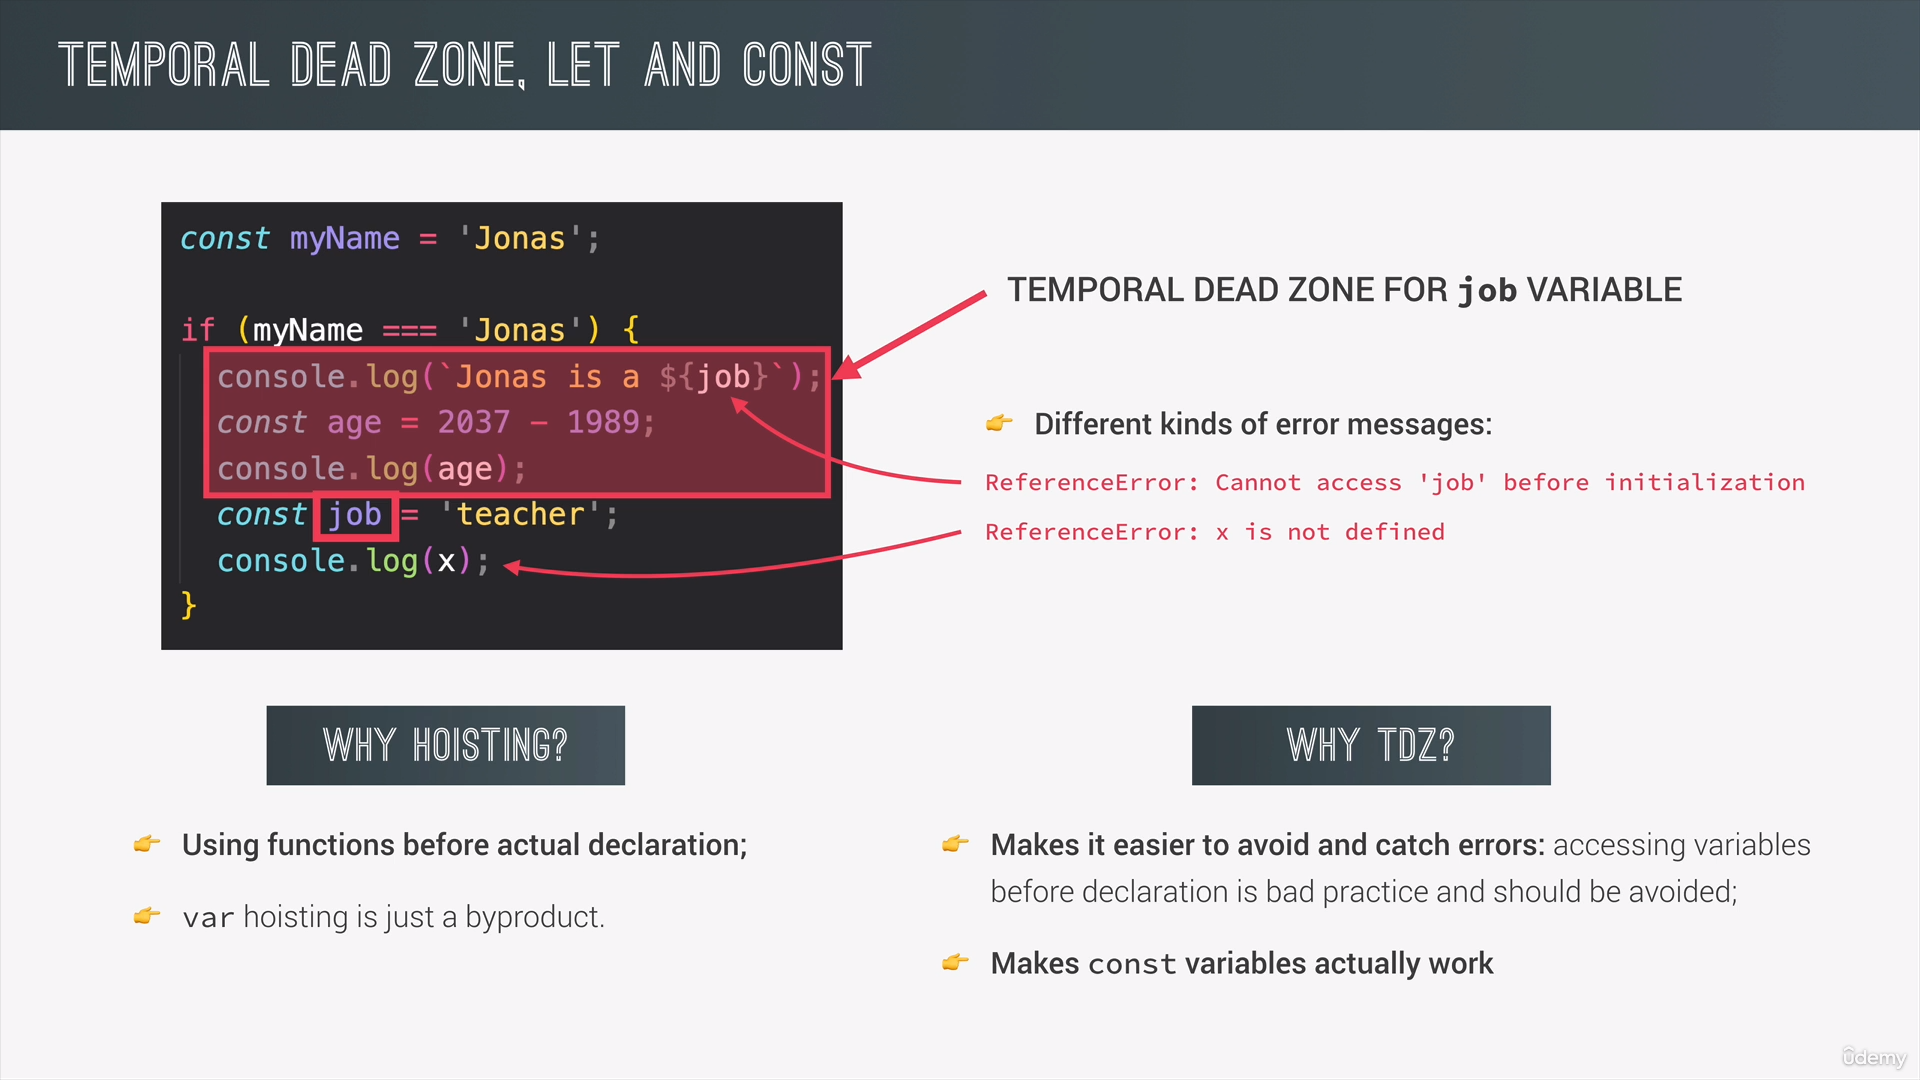 TEMPORAL DEAD ZONE, LET AND CONST
const myName = 'Jonas';
if (myName === 'Jonas') {
console.log(`Jonas is a ${job}`);
const age = 2037 - 1989;
console.log(age);
const job = 'teacher';
console.log(x);
}
TEMPORAL DEAD ZONE FOR job VARIABLE
👉 Different kinds of error messages:
ReferenceError: Cannot access 'job' before initialization
ReferenceError: x is not defined
WHY HOISTING?
👉 Using functions before actual declaration;
👉 var hoisting is just a byproduct.
WHY TDZ?
👉 Makes it easier to avoid and catch errors: accessing variables
before declaration is bad practice and should be avoided;
👉 Makes const variables actually work
ûdemy